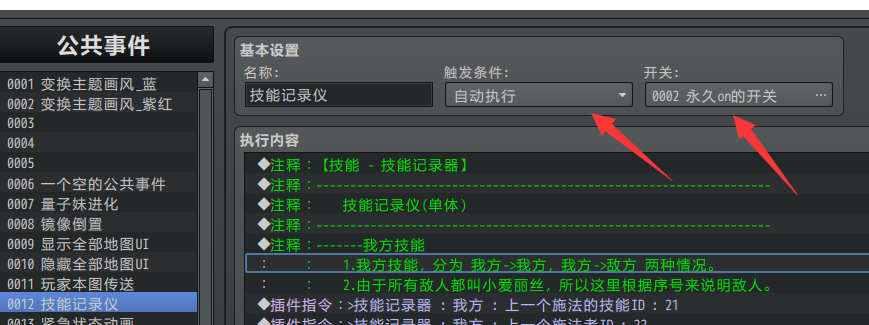 公共事件
0001 变换主题画风_蓝
0002 变换主题画风_紫红
0003
0004
0005
0006 一个空的公共事件
0007 量子妹进化
0008 镜像倒置
0009 显示全部地图UI
0010 隐藏全部地图UI
0011 玩家本图传送
0012 技能记录仪
0013 紧急状态动画
基本设置
名称: 触发条件: 开关:
技能记录仪 自动执行 0002 永久on的开关 ...
执行内容
◆注释：【技能 - 技能记录器】
◆注释：----------------------------------------------------------------------
◆注释： 技能记录仪(单体)
◆注释：----------------------------------------------------------------------
◆注释：-------我方技能
： ： 1.我方技能，分为 我方->我方，我方->敌方 两种情况。
： ： 2.由于所有敌人都叫小爱丽丝，所以这里根据序号来说明敌人。
◆插件指令：>技能记录器 : 我方 : 上一个施法的技能ID : 21
◆插件指令：>技能记录器 : 我方 : 上一个施法者ID : 22